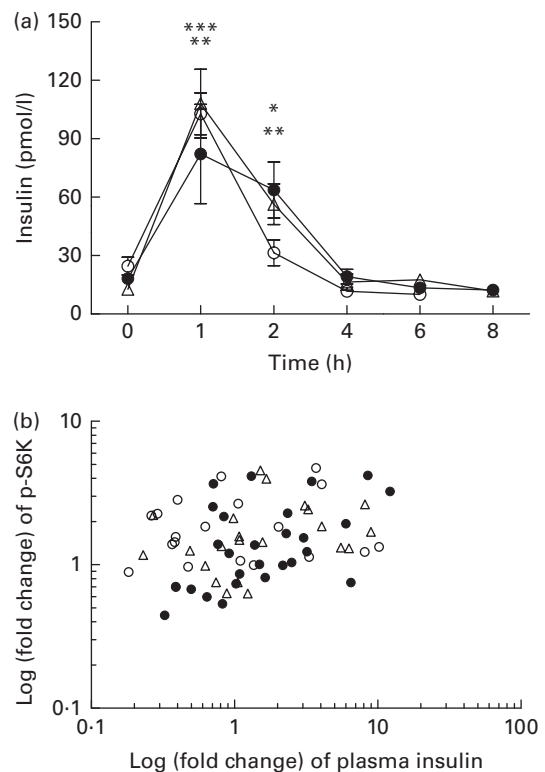 (a)
150
120
90
60
30
0
Insulin (pmol/l)
***
**
*
**
0 1 2 4 6 8
Time (h)
(b)
10
1
0·1
Log (fold change) of p-S6K
0·1 1 10 100
Log (fold change) of plasma insulin